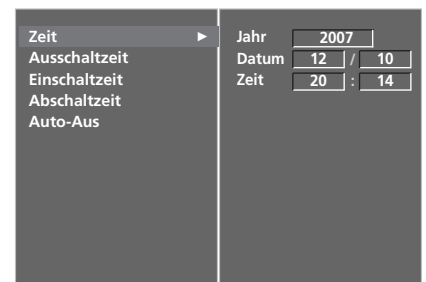 Zeit ►
Ausschaltzeit
Einschaltzeit
Abschaltzeit
Auto-Aus
Jahr 2007
Datum 12 / 10
Zeit 20 : 14